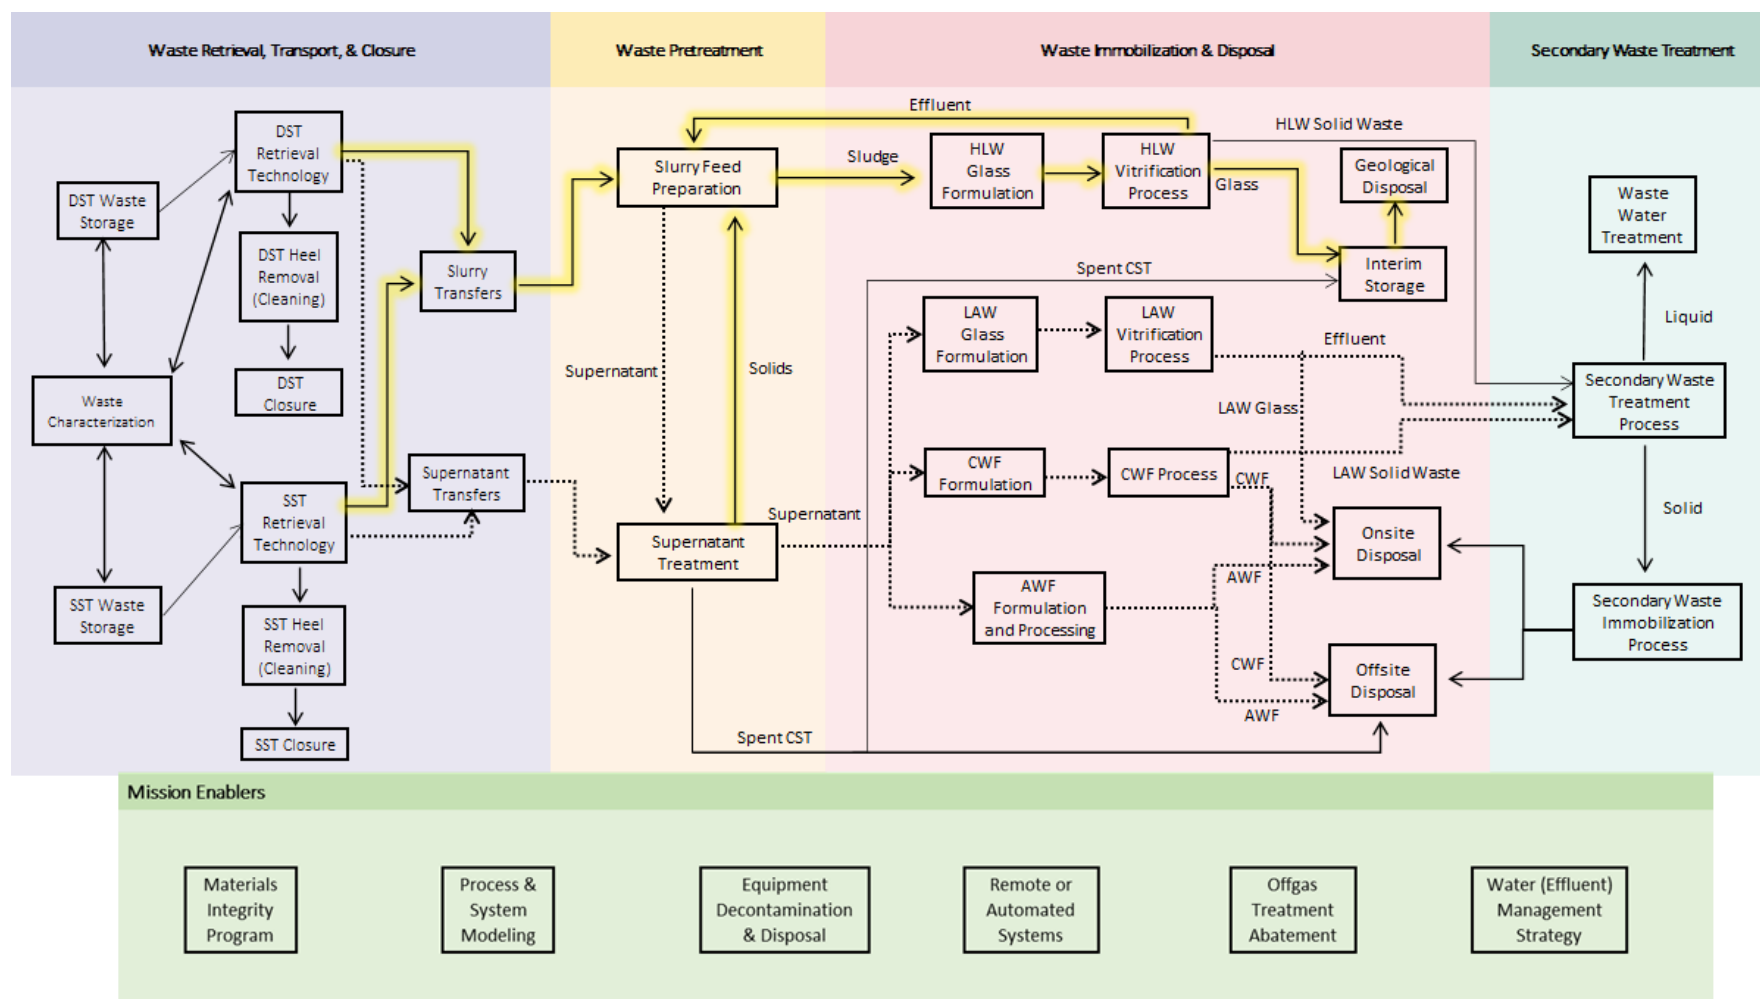 Waste Retrieval, Transport, & Closure
Waste Pretreatment
Waste Immobilization & Disposal
Secondary Waste Treatment
DST
Retrieval
Technology
DST Waste
Storage
DST Heel
Removal
(Cleaning)
DST
Closure
Slurry
Transfers
Waste
Characterization
SST
Retrieval
Technology
Supernatant
Transfers
SST Waste
Storage
SST Heel
Removal
(Cleaning)
SST Closure
Slurry Feed
Preparation
Supernatant
Solids
Supernatant
Treatment
Supernatant
Spent CST
Effluent
Sludge
HLW
Glass
Formulation
HLW
Vitrification
Process
HLW Solid Waste
Glass
Geological
Disposal
Interim
Storage
Spent CST
LAW
Glass
Formulation
LAW
Vitrification
Process
Effluent
LAW Glass
CWF
Formulation
CWF Process
CWF
LAW Solid Waste
Onsite
Disposal
AWF
AWF
Formulation
and Processing
CWF
AWF
Offsite
Disposal
Waste
Water
Treatment
Liquid
Secondary Waste
Treatment
Process
Solid
Secondary Waste
Immobilization
Process
Mission Enablers
Materials
Integrity
Program
Process &
System
Modeling
Equipment
Decontamination
& Disposal
Remote or
Automated
Systems
Offgas
Treatment
Abatement
Water (Effluent)
Management
Strategy